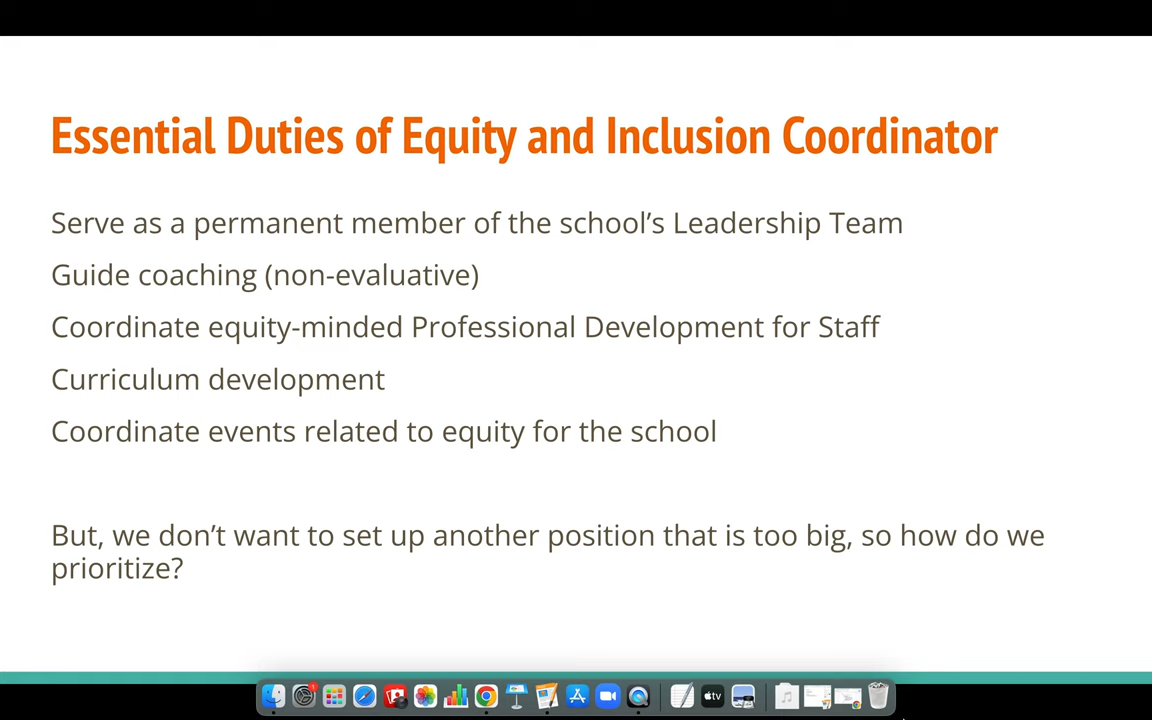 Essential Duties of Equity and Inclusion Coordinator
Serve as a permanent member of the school’s Leadership Team
Guide coaching (non-evaluative)
Coordinate equity-minded Professional Development for Staff
Curriculum development
Coordinate events related to equity for the school
But, we don’t want to set up another position that is too big, so how do we
prioritize?
tv